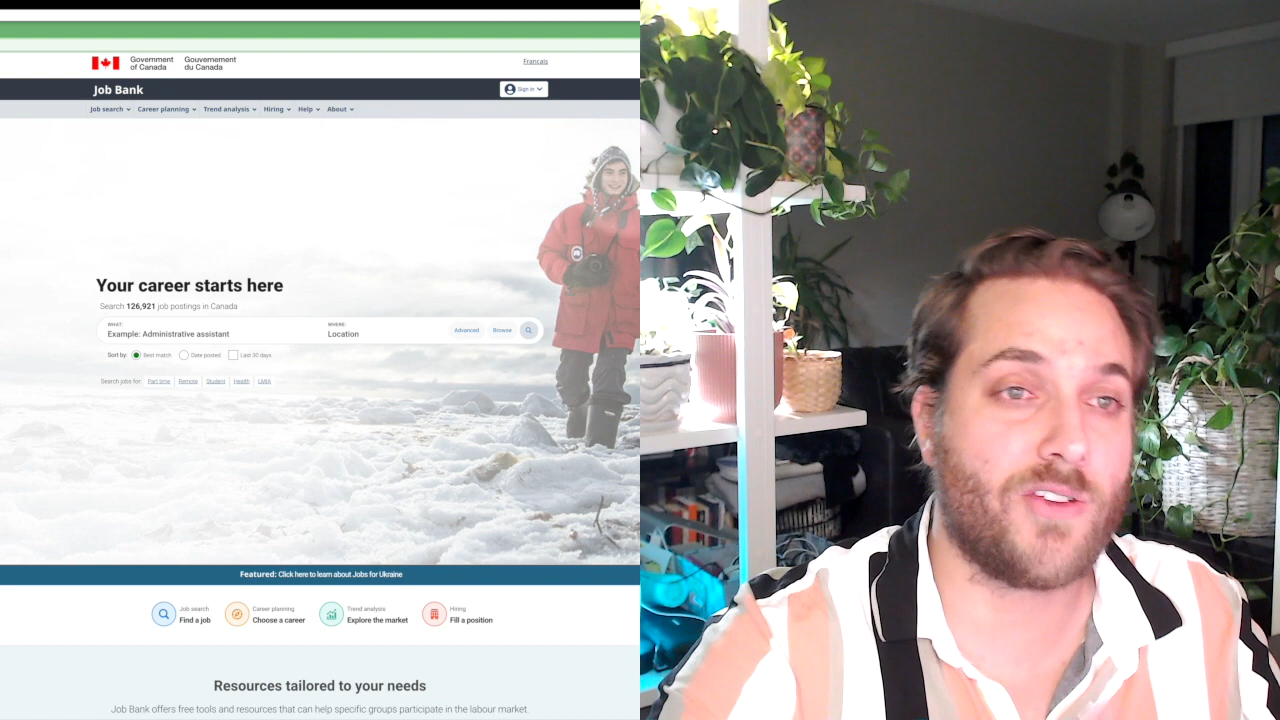 Government of Canada
Gouvernement du Canada
Français
Job Bank
Sign in
Job search
Career planning
Trend analysis
Hiring
Help
About
Your career starts here
Search 126,921 job postings in Canada
WHAT:
Example: Administrative assistant
WHERE:
Location
Advanced
Browse
Sort by:
Best match
Date posted
Last 30 days
Search jobs for:
Part time
Remote
Student
Health
LMIA
Featured: Click here to learn about Jobs for Ukraine
Job search
Find a job
Career planning
Choose a career
Trend analysis
Explore the market
Hiring
Fill a position
Resources tailored to your needs
Job Bank offers free tools and resources that can help specific groups participate in the labour market.